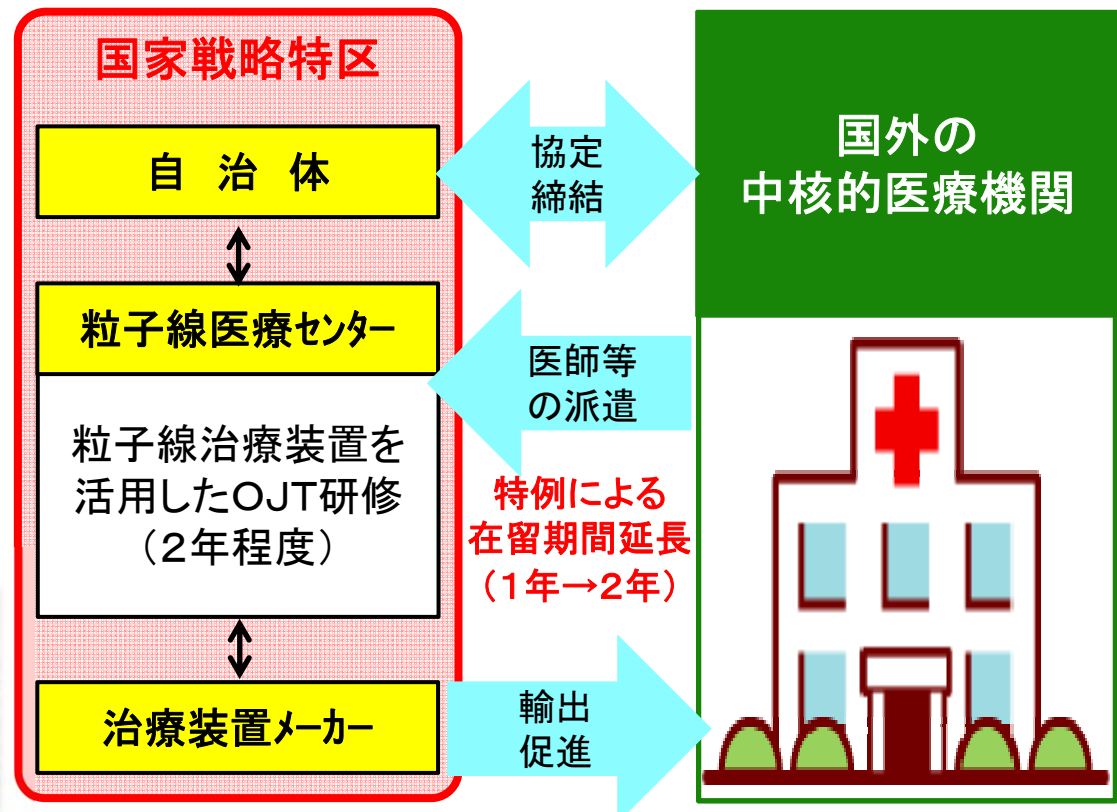 国家戦略特区
自 治 体
粒子線医療センター
粒子線治療装置を
活用したOJT研修
(2年程度)
治療装置メーカー
協定
締結
医師等
の派遣
特例による
在留期間延長
(1年→2年)
輸出
促進
国外の
中核的医療機関